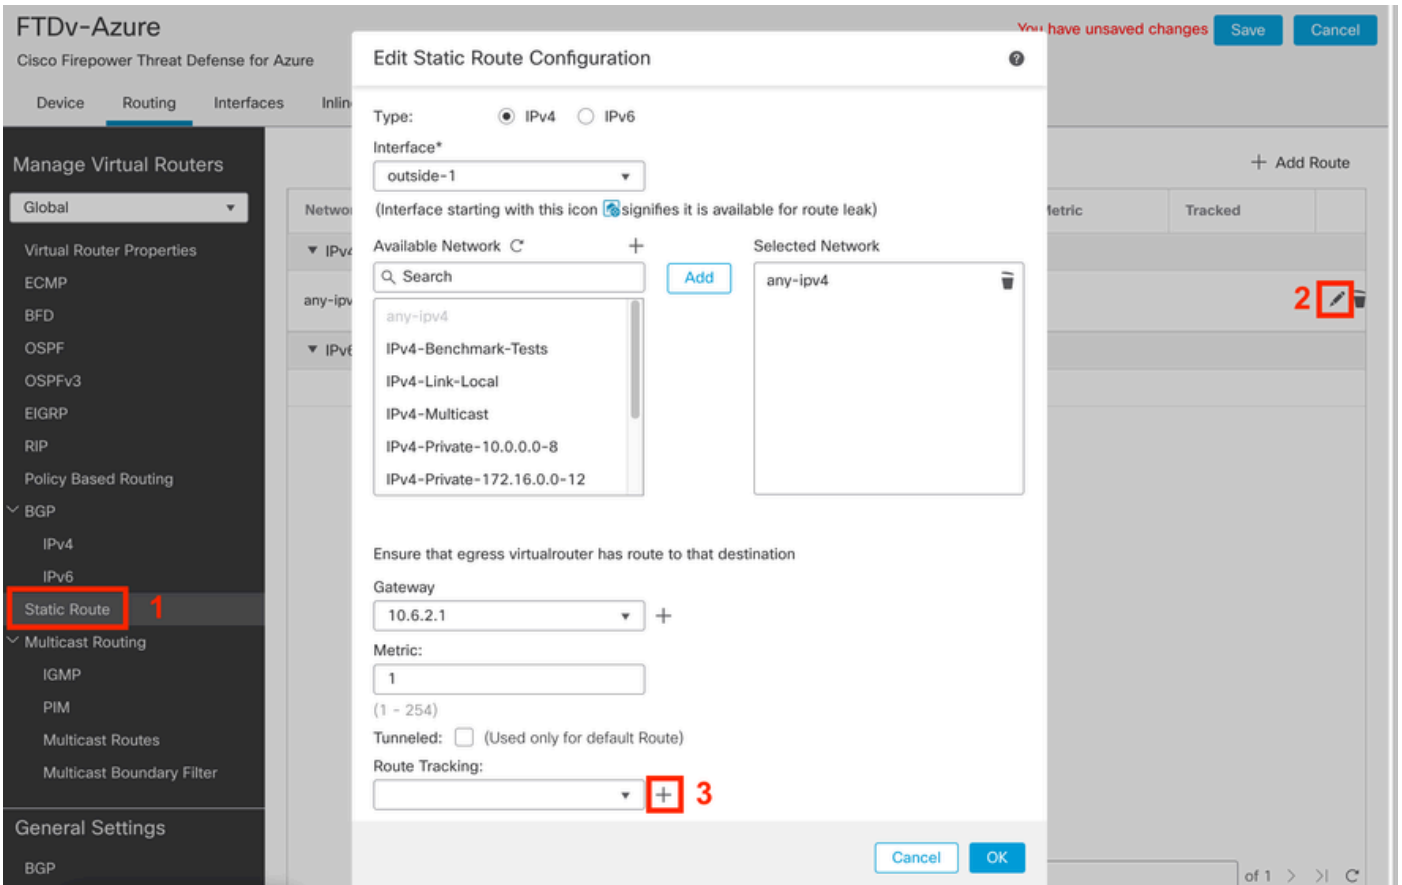 FTDv-Azure
Cisco Firepower Threat Defense for Azure
You have unsaved changes
Save
Cancel
Device
Routing
Interfaces
Manage Virtual Routers
Global
Virtual Router Properties
ECMP
BFD
OSPF
OSPFv3
EIGRP
RIP
Policy Based Routing
BGP
IPv4
IPv6
Static Route
1
Multicast Routing
IGMP
PIM
Multicast Routes
Multicast Boundary Filter
General Settings
BGP
Edit Static Route Configuration
Type:
IPv4
IPv6
Interface*
outside-1
(Interface starting with this icon signifies it is available for route leak)
Available Network
+
Search
any-ipv4
IPv4-Benchmark-Tests
IPv4-Link-Local
IPv4-Multicast
IPv4-Private-10.0.0.0-8
IPv4-Private-172.16.0.0-12
Add
Selected Network
any-ipv4
Ensure that egress virtualrouter has route to that destination
Gateway
10.6.2.1
+
Metric:
1
(1 - 254)
Tunneled:
(Used only for default Route)
Route Tracking:
+
3
Cancel
OK
+ Add Route
Tracked
2
of 1 > >|